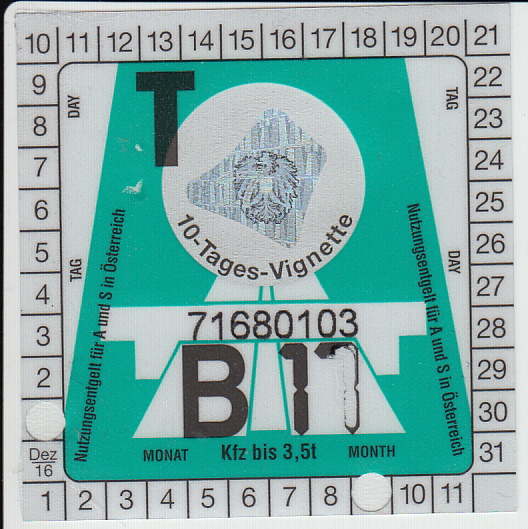 10 11 12 13 14 15 16 17 18 19 20 21
9 22
8 23
7 24
6 25
5 26
4 27
3 28
2 29
30
Dez
16
31
1 2 3 4 5 6 7 8 10 11
DAY
TAG
T
TAG
DAY
10-Tages-Vignette
Nutzungsentgelt für A und S in Österreich
Nutzungsentgelt für A und S in Österreich
71680103
B 17
MONAT Kfz bis 3,5t MONTH